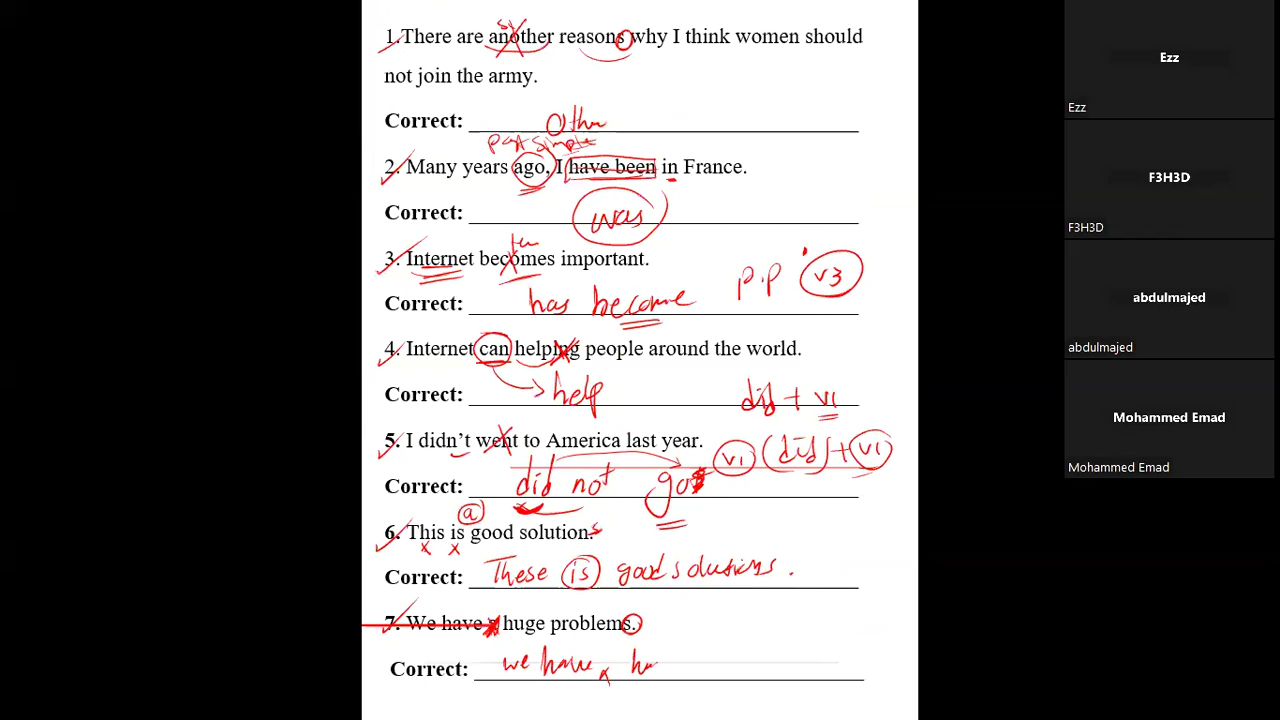 1.There are another reasons why I think women should
not join the army.
Correct: Other
past simple
2. Many years ago, I have been in France.
Correct: was
3. Internet becomes important.
Correct: has become P.P v3
4. Internet can helping people around the world.
Correct: help did + v1
5. I didn't went to America last year.
v1 (did) + v1
Correct: did not go
a
6. This is good solution.s
Correct: These is good solutions.
7. We have a huge problems.
Correct: we have
Ezz
Ezz
F3H3D
F3H3D
abdulmajed
abdulmajed
Mohammed Emad
Mohammed Emad